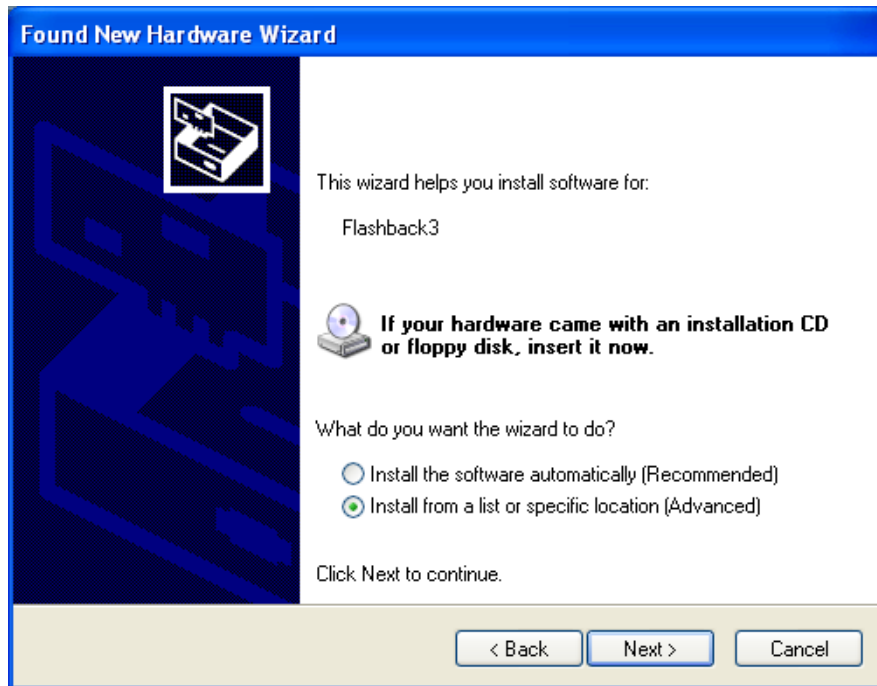 Found New Hardware Wizard
This wizard helps you install software for:
Flashback3
If your hardware came with an installation CD
or floppy disk, insert it now.
What do you want the wizard to do?
Install the software automatically (Recommended)
Install from a list or specific location (Advanced)
Click Next to continue.
< Back Next > Cancel